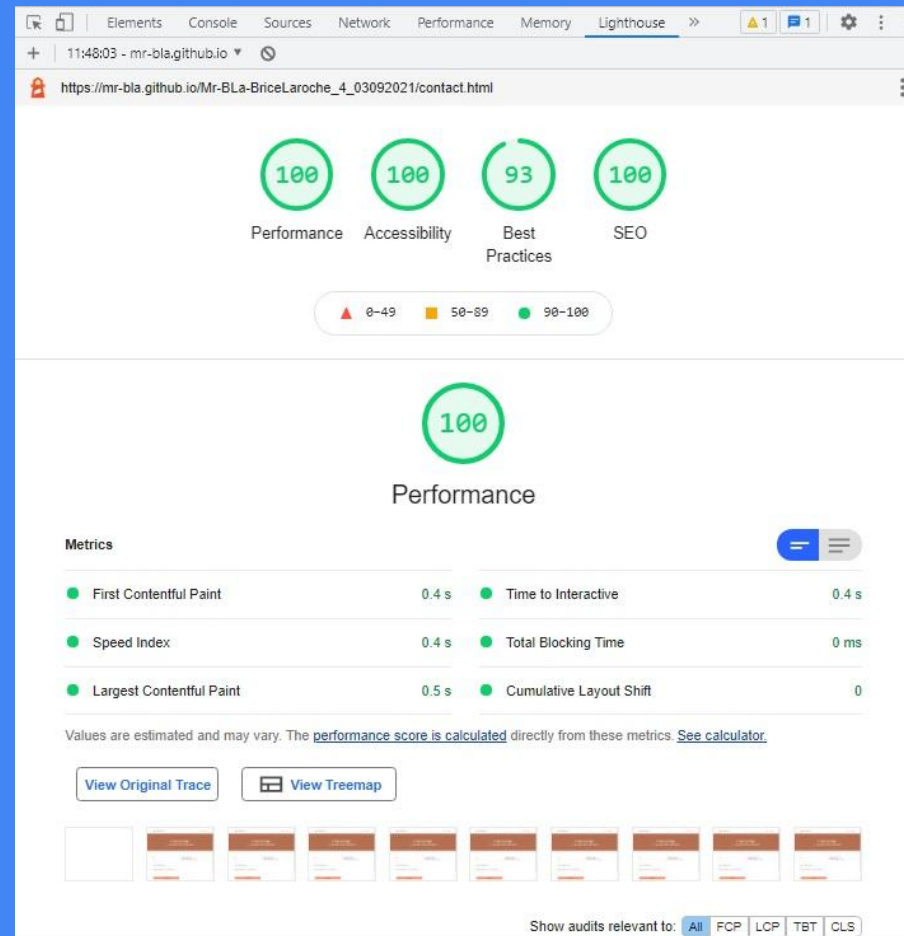 Elements Console Sources Network Performance Memory Lighthouse » 1 1
+ 11:48:03 - mr-bla.github.io ▼
https://mr-bla.github.io/Mr-BLa-BriceLaroche_4_03092021/contact.html
100 100 93 100
Performance Accessibility Best Practices SEO
0–49 50–89 90–100
100
Performance
Metrics
First Contentful Paint 0.4 s Time to Interactive 0.4 s
Speed Index 0.4 s Total Blocking Time 0 ms
Largest Contentful Paint 0.5 s Cumulative Layout Shift 0
Values are estimated and may vary. The performance score is calculated directly from these metrics. See calculator.
View Original Trace View Treemap
Show audits relevant to: All FCP LCP TBT CLS